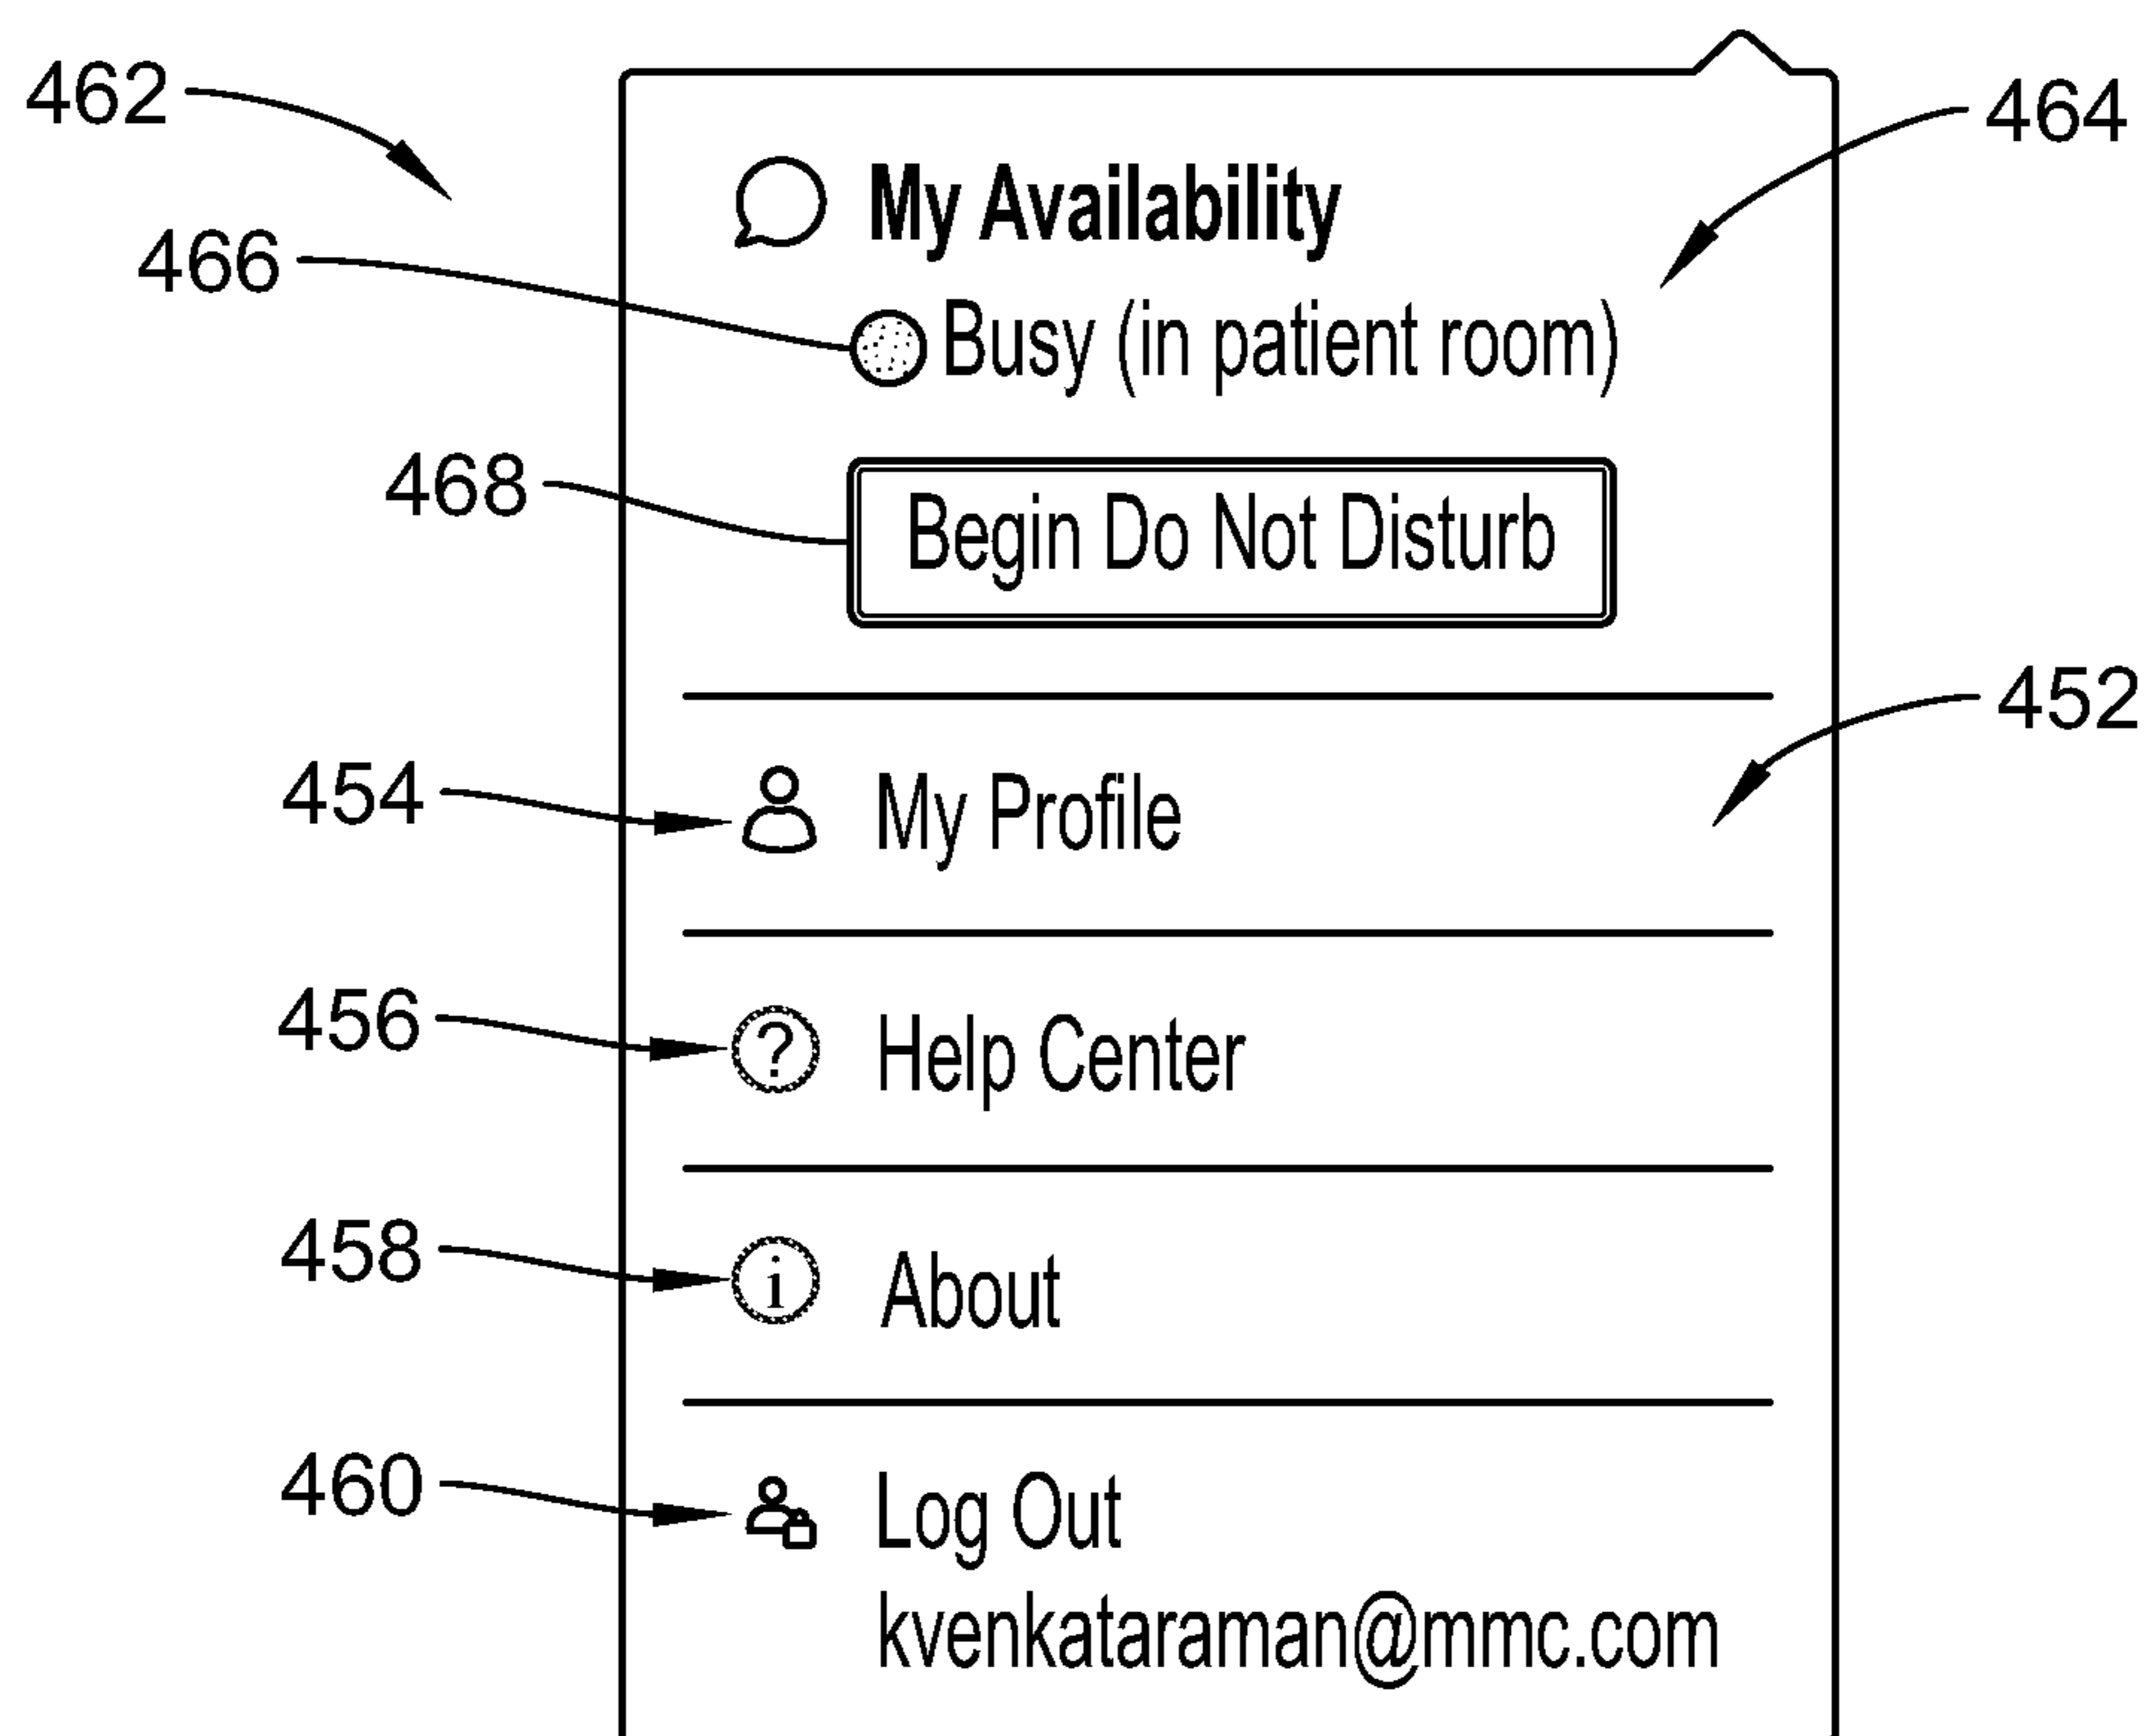 462
464
My Availability
466
Busy (in patient room)
468
Begin Do Not Disturb
452
454
My Profile
456
? Help Center
458
i About
460
Log Out
kvenkataraman@mmc.com